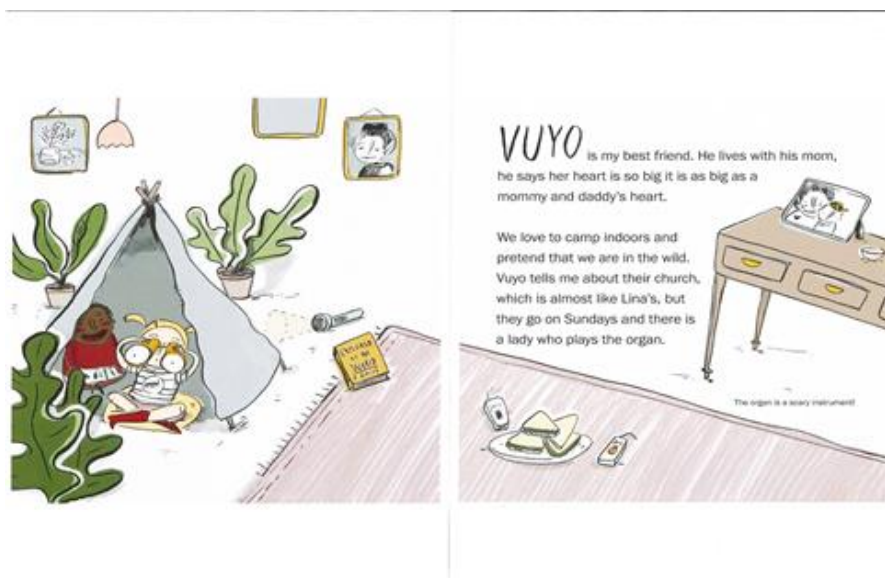 VUYO is my best friend. He lives with his mom,
he says her heart is so big it is as big as a
mommy and daddy's heart.
We love to camp indoors and
pretend that we are in the wild.
Vuyo tells me about their church,
which is almost like Lina's, but
they go on Sundays and there is
a lady who plays the organ.
The organ is a scary instrument!